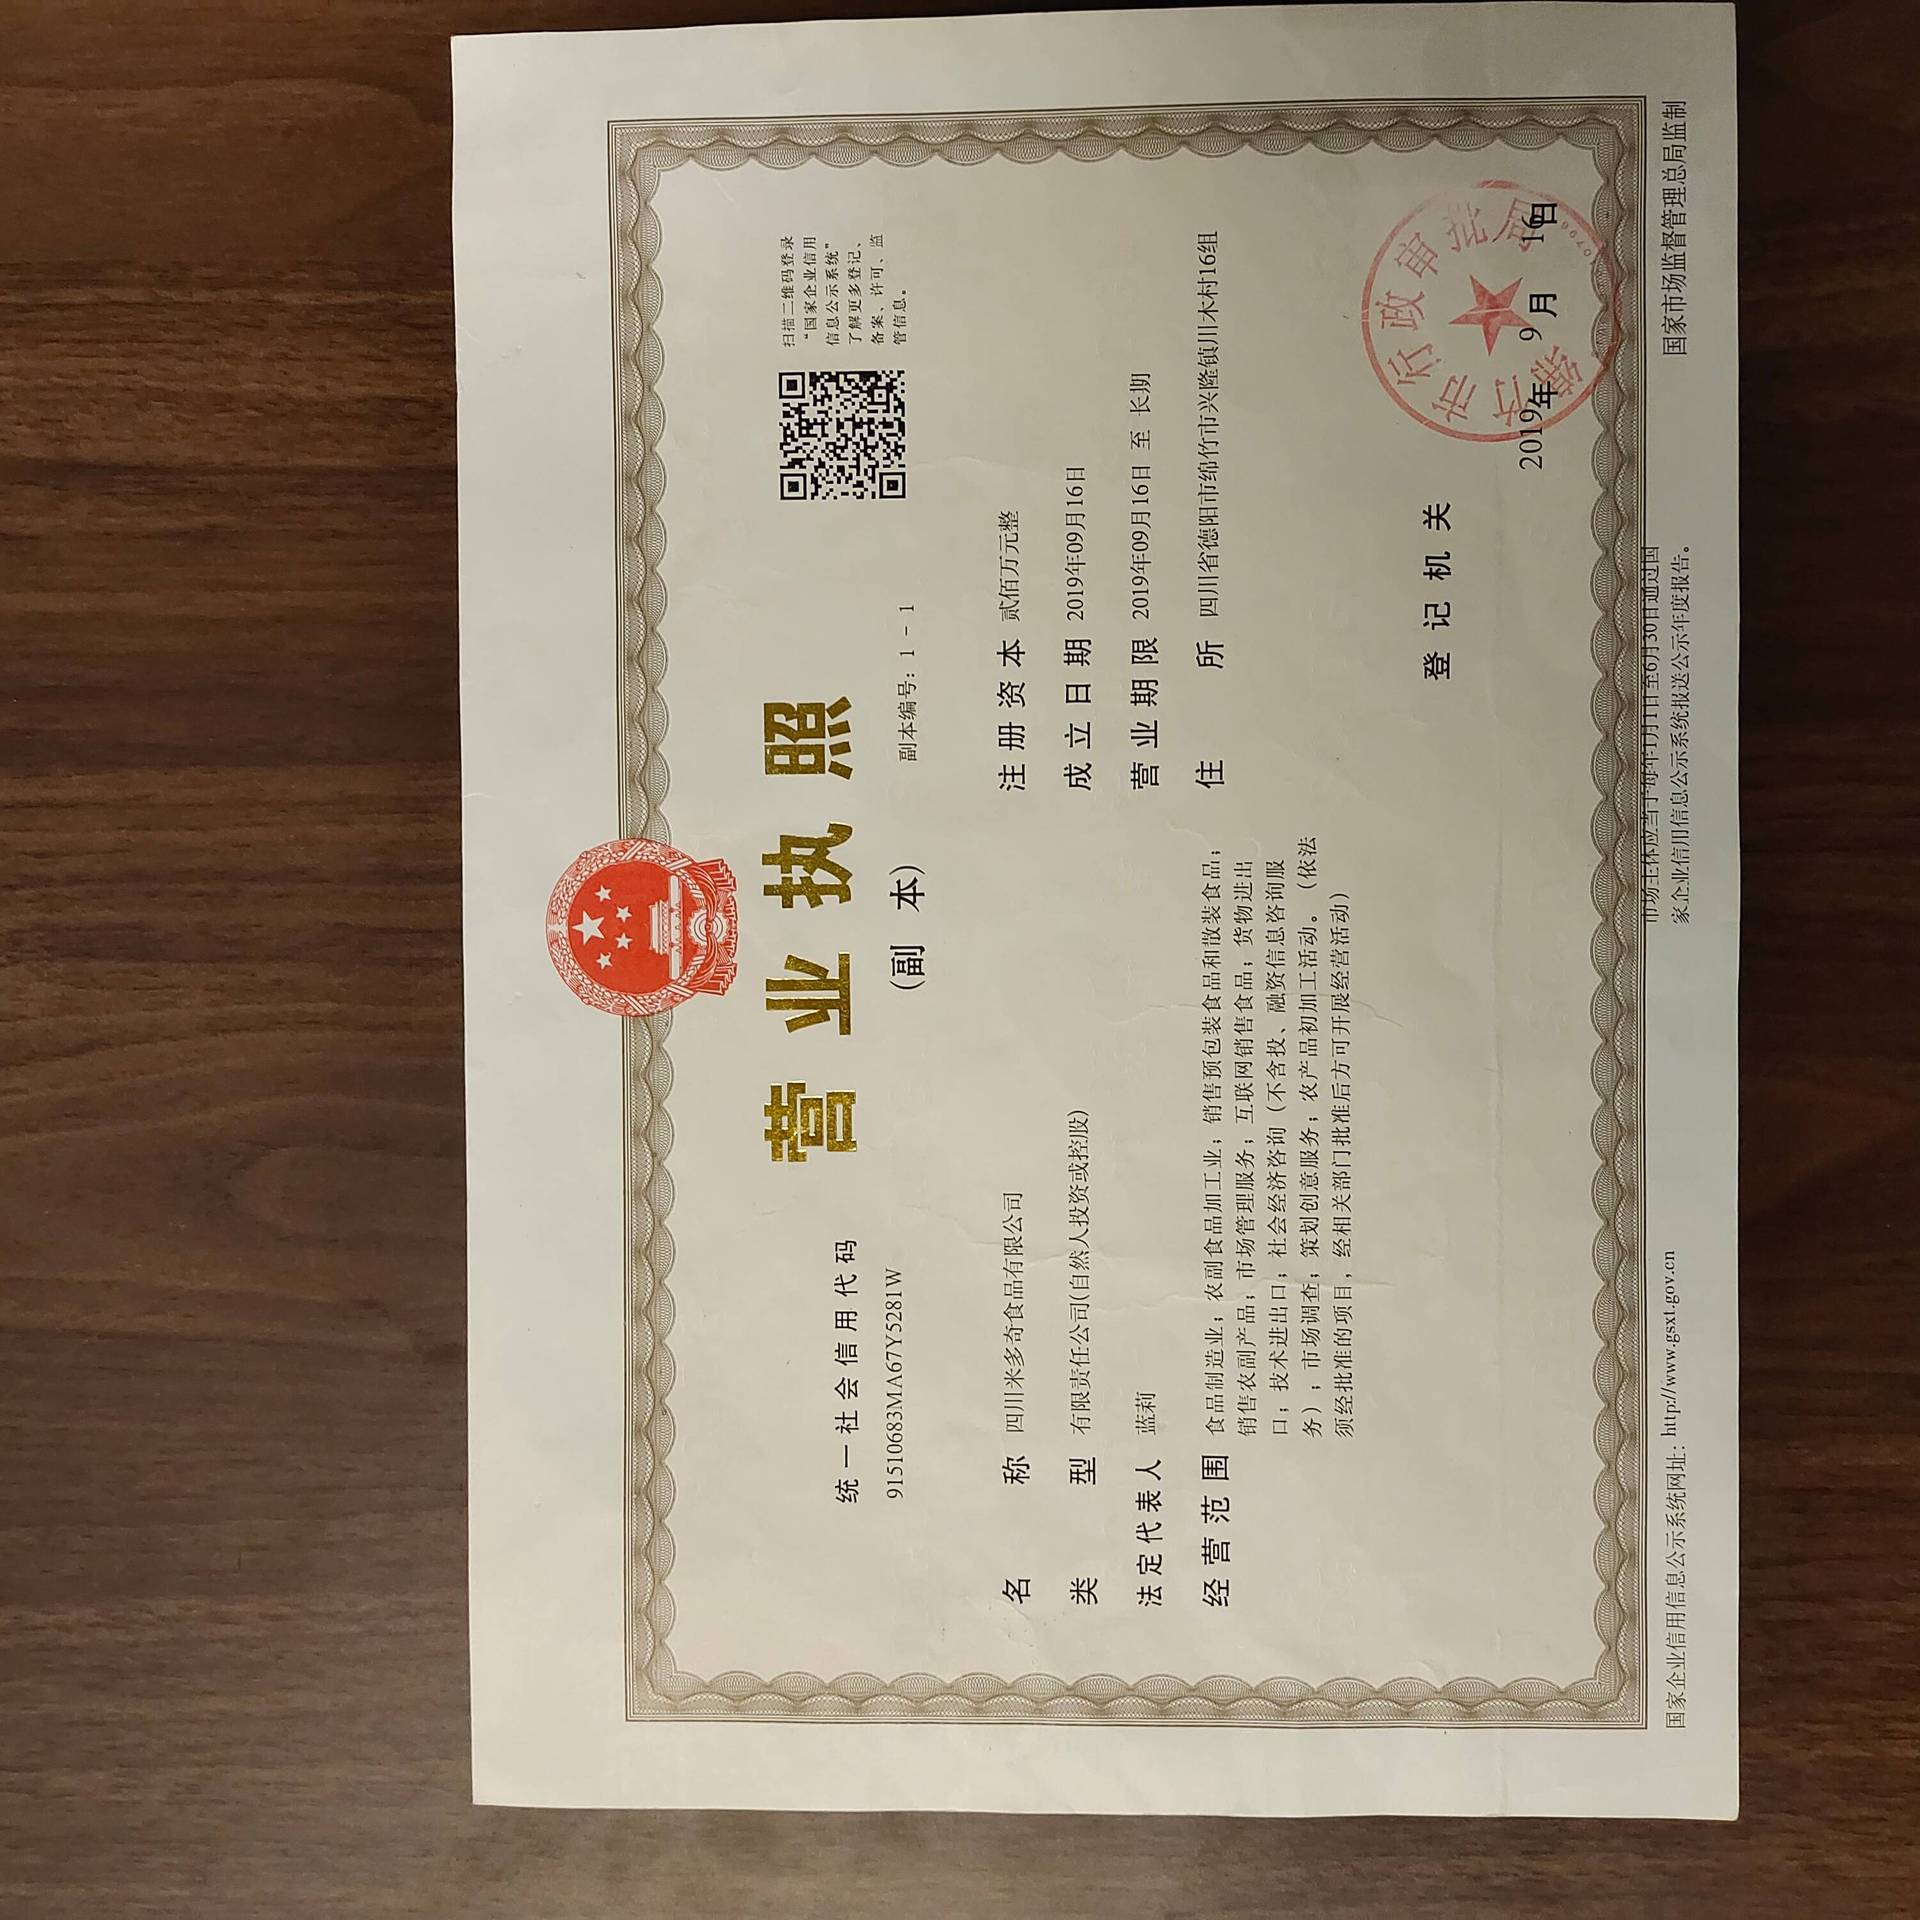 营业执照
(副 本)
副本编号：1 - 1
统一社会信用代码
91510683MA67Y5281W
扫描二维码登录
“国家企业信用
信息公示系统”
了解更多登记、
备案、许可、监
管信息。
名 称 四川米多奇食品有限公司
类 型 有限责任公司(自然人投资或控股)
法定代表人 蓝莉
经营范围 食品制造业；农副食品加工业；销售预包装食品和散装食品；
销售农副产品；市场管理服务；互联网销售食品；货物进出
口；技术进出口；社会经济咨询（不含投、融资信息咨询服
务）；市场调查；策划创意服务；农产品初加工活动。（依法
须经批准的项目，经相关部门批准后方可开展经营活动）
注册资本 贰佰万元整
成立日期 2019年09月16日
营业期限 2019年09月16日 至 长期
住 所 四川省德阳市绵竹市兴隆镇川木村16组
登记机关
绵竹市行政审批局
2019年 9月 16日
国家企业信用信息公示系统网址：http://www.gsxt.gov.cn
市场主体应当于每年1月1日至6月30日通过国
家企业信用信息公示系统报送公示年度报告。
国家市场监督管理总局监制